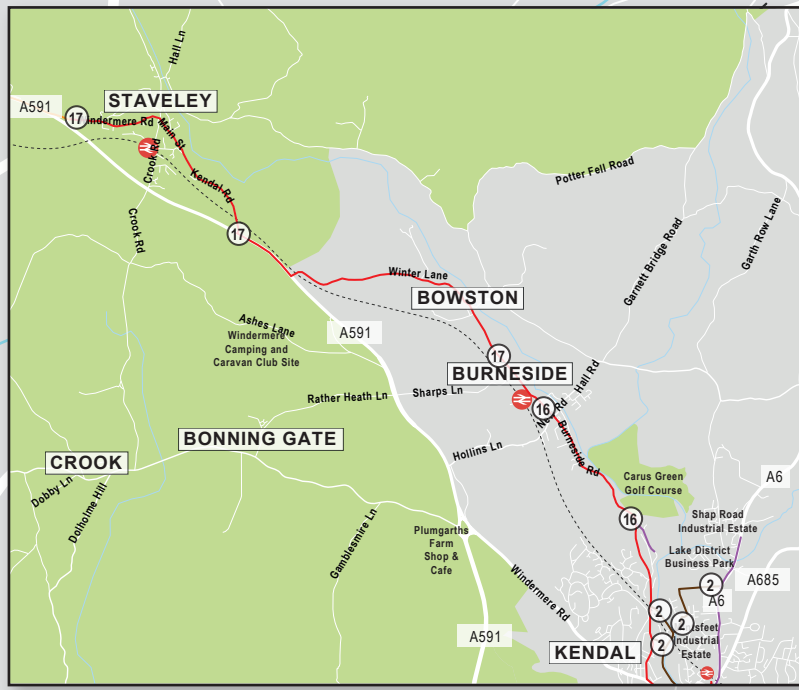 Hall Ln
A591
STAVELEY
17
ndermere Rd
Main St
Crook Rd
Kendal Rd
Potter Fell Road
Crook Rd
17
Garth Row Lane
Garnett Bridge Road
Winter Lane
BOWSTON
Ashes Lane
A591
Windermere
Camping and
Caravan Club Site
17
BURNESIDE
Hall Rd
Rather Heath Ln
Sharps Ln
16
Burneside Rd
BONNING GATE
Hollins Ln
CROOK
Dobby Ln
Dolholme Hill
Carus Green
Golf Course
A6
16
Shap Road
Industrial Estate
Gamblesmire Ln
Plumgarths
Farm
Shop &
Cafe
Lake District
Business Park
Windermere Rd
2
A685
A6
2
2
tsfeet
Industrial
Estate
A591
KENDAL
2